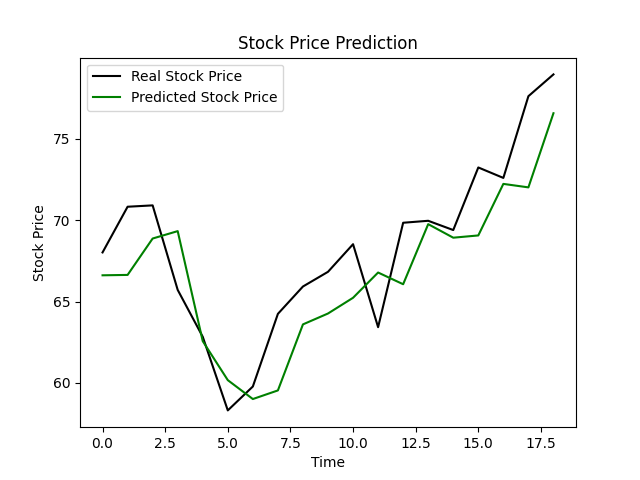 Stock Price Prediction
Real Stock Price
Predicted Stock Price
75
70
65
60
Stock Price
0.0 2.5 5.0 7.5 10.0 12.5 15.0 17.5
Time